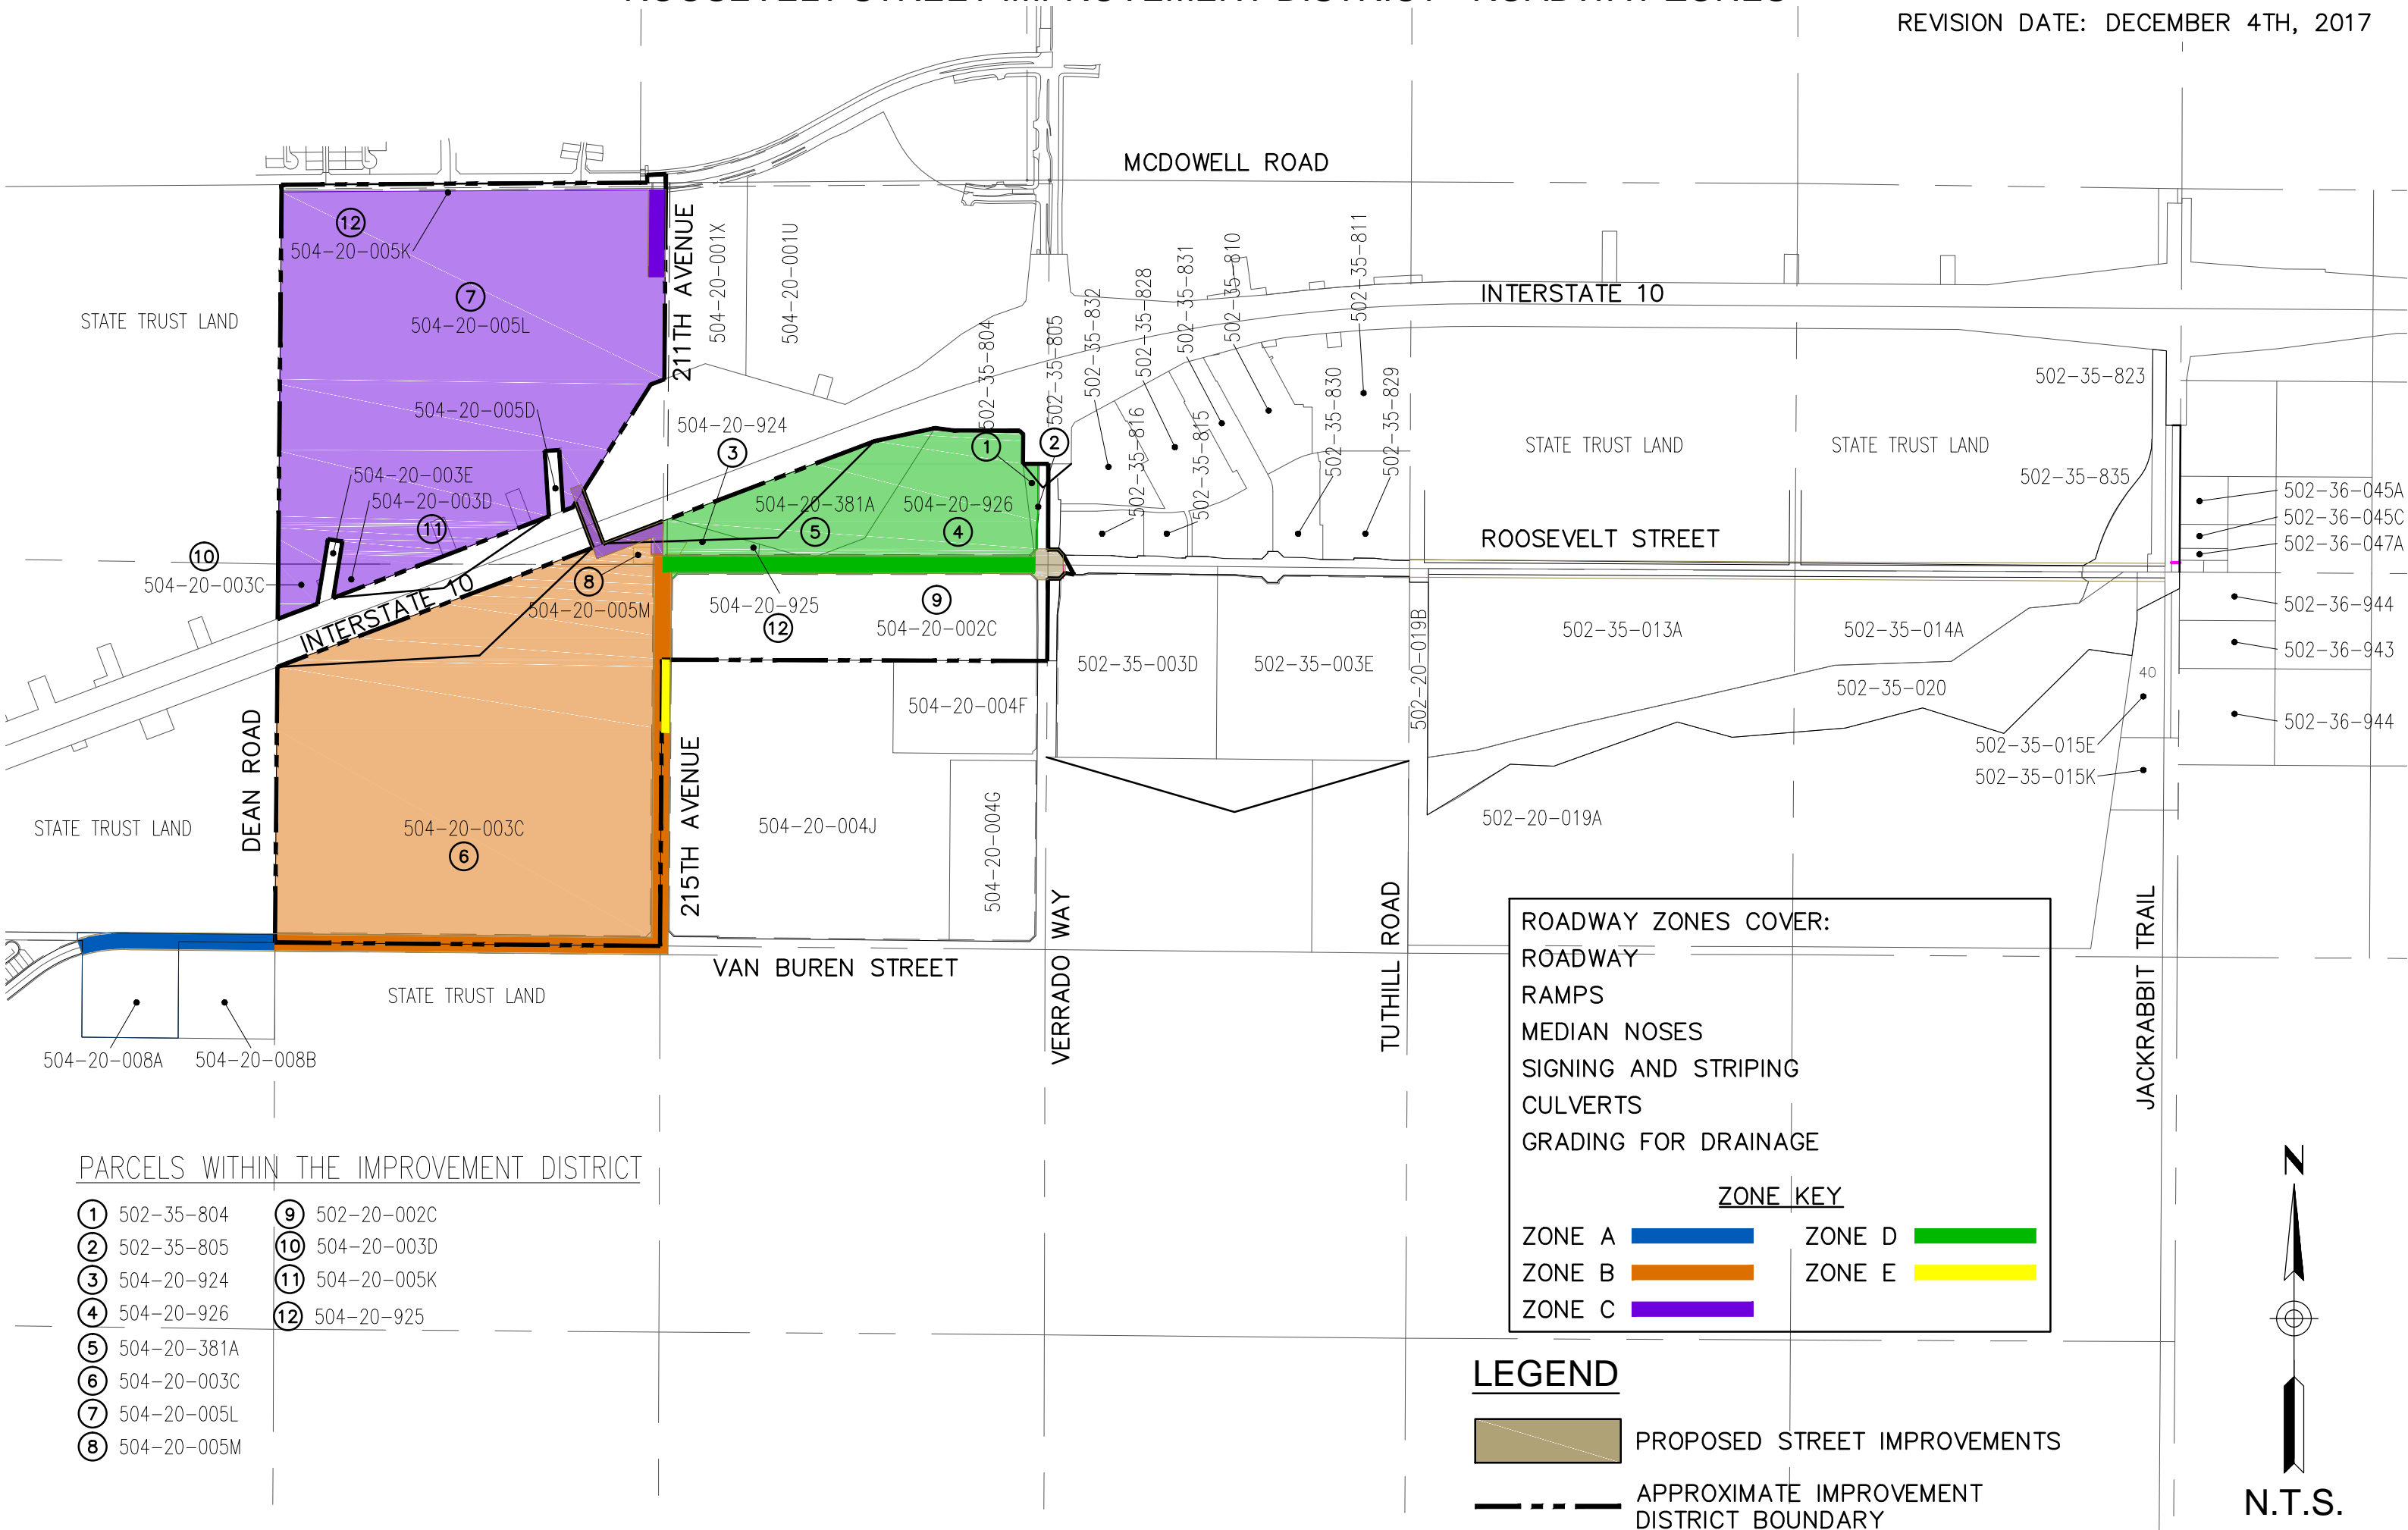 REVISION DATE: DECEMBER 4TH, 2017
MCDOWELL ROAD
12
504-20-005K
7
504-20-005L
STATE TRUST LAND
211TH AVENUE
504-20-001X
504-20-001U
INTERSTATE 10
502-35-804
502-35-805
502-35-832
502-35-828
502-35-831
502-35-810
502-35-811
502-35-816
502-35-815
502-35-830
502-35-829
502-35-823
STATE TRUST LAND
STATE TRUST LAND
502-35-835
504-20-005D
504-20-924
3
1
2
504-20-003E
504-20-003D
11
504-20-381A
5
504-20-926
4
10
504-20-003C
ROOSEVELT STREET
502-36-045A
502-36-045C
502-36-047A
502-36-944
502-36-943
502-36-944
INTERSTATE 10
8
504-20-005M
504-20-925
12
9
504-20-002C
502-35-003D
502-35-003E
502-20-019B
502-35-013A
502-35-014A
502-35-020
40
502-35-015E
502-35-015K
502-20-019A
504-20-004F
504-20-004J
504-20-004G
DEAN ROAD
215TH AVENUE
STATE TRUST LAND
504-20-003C
6
VAN BUREN STREET
VERRADO WAY
TUTHILL ROAD
JACKRABBIT TRAIL
STATE TRUST LAND
504-20-008A
504-20-008B
ROADWAY ZONES COVER:
ROADWAY
RAMPS
MEDIAN NOSES
SIGNING AND STRIPING
CULVERTS
GRADING FOR DRAINAGE
ZONE KEY
ZONE A
ZONE B
ZONE C
ZONE D
ZONE E
PARCELS WITHIN THE IMPROVEMENT DISTRICT
1 502-35-804
2 502-35-805
3 504-20-924
4 504-20-926
5 504-20-381A
6 504-20-003C
7 504-20-005L
8 504-20-005M
9 502-20-002C
10 504-20-003D
11 504-20-005K
12 504-20-925
LEGEND
PROPOSED STREET IMPROVEMENTS
APPROXIMATE IMPROVEMENT
DISTRICT BOUNDARY
N
N.T.S.